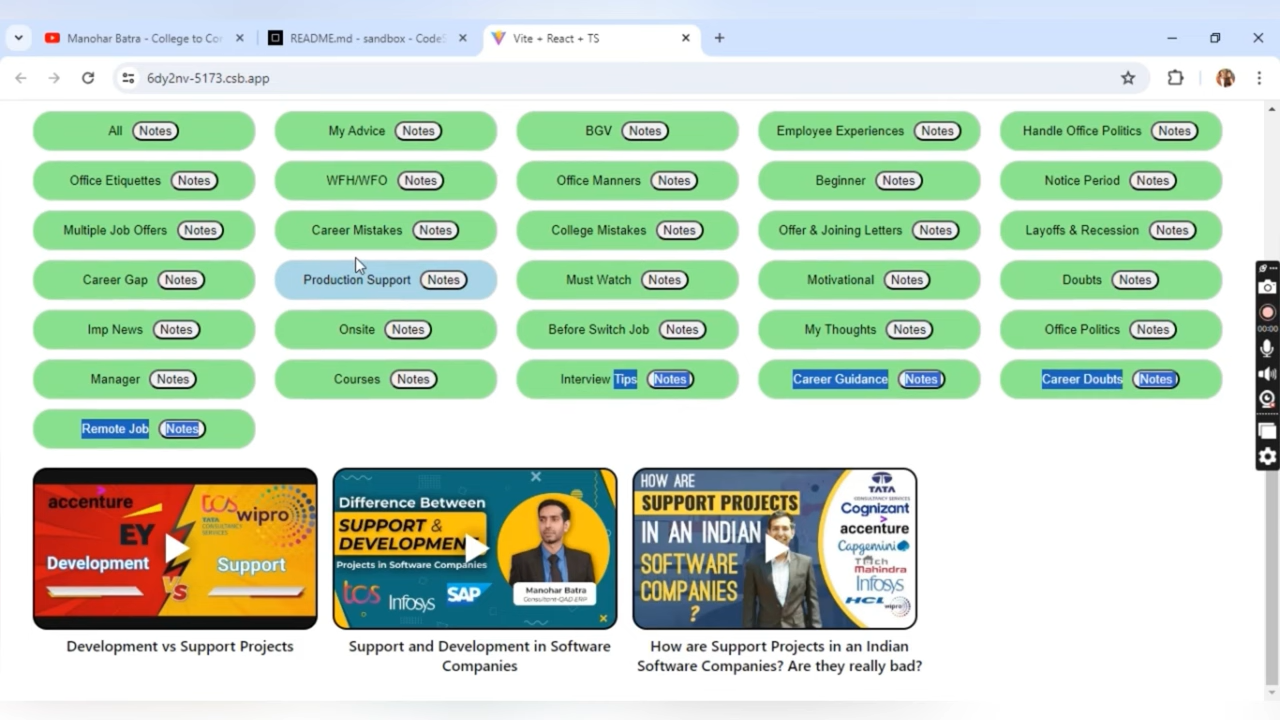 Manohar Batra - College to Co
README.md - sandbox - Code
Vite + React + TS
6dy2nv-5173.csb.app
All Notes
My Advice Notes
BGV Notes
Employee Experiences Notes
Handle Office Politics Notes
Office Etiquettes Notes
WFH/WFO Notes
Office Manners Notes
Beginner Notes
Notice Period Notes
Multiple Job Offers Notes
Career Mistakes Notes
College Mistakes Notes
Offer & Joining Letters Notes
Layoffs & Recession Notes
Career Gap Notes
Production Support Notes
Must Watch Notes
Motivational Notes
Doubts Notes
Imp News Notes
Onsite Notes
Before Switch Job Notes
My Thoughts Notes
Office Politics Notes
Manager Notes
Courses Notes
Interview Tips Notes
Career Guidance Notes
Career Doubts Notes
Remote Job Notes
00:00
accenture
EY
tcs
TATA
CONSULTANCY
SERVICES
wipro
Development
Vs
Support
Development vs Support Projects
Difference Between
SUPPORT &
DEVELOPMENT
Projects in Software Companies
tcs
Infosys
SAP
Manohar Batra
Support and Development in Software
Companies
HOW ARE
SUPPORT PROJECTS
IN AN INDIAN
SOFTWARE
COMPANIES
?
TATA
CONSULTANCY SERVICES
Cognizant
accenture
Capgemini
Tech
Mahindra
Infosys
HCL
wipro
How are Support Projects in an Indian
Software Companies? Are they really bad?